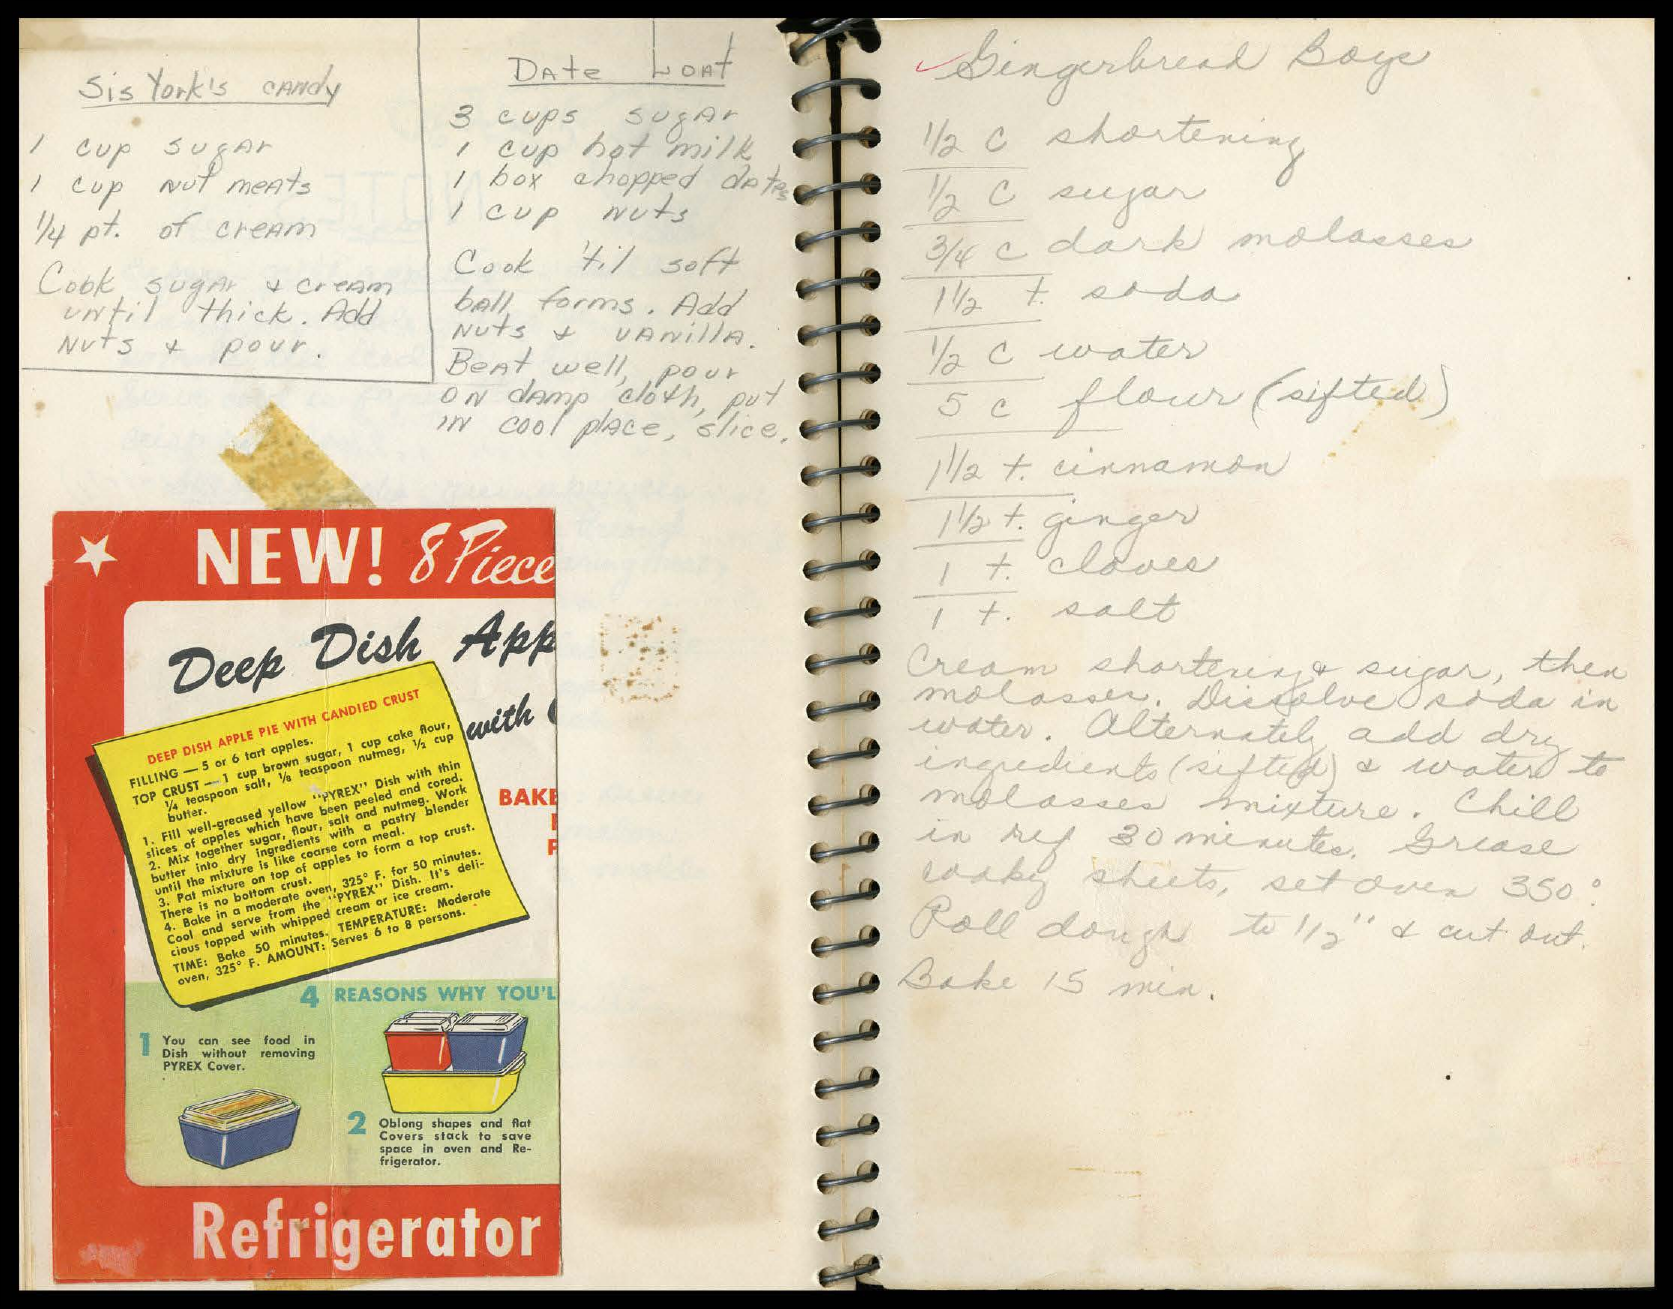 Sis York's candy
1 cup sugar
1 cup nut meats
1/4 pt. of cream
Cook sugar & cream
until thick. Add
nuts & pour.
Date Loaf
3 cups sugar
1 cup hot milk
1 box chopped dates
1 cup nuts
Cook 'til soft
ball forms. Add
nuts & vanilla.
Beat well, pour
on damp cloth, put
in cool place, slice.
NEW! 8 Piece
Deep Dish App
with
DEEP DISH APPLE PIE WITH CANDIED CRUST
FILLING — 5 or 6 tart apples.
TOP CRUST — 1 cup brown sugar, 1 cup cake flour,
1/4 teaspoon salt, 1/8 teaspoon nutmeg, 1/2 cup
butter.
1. Fill well-greased yellow "PYREX" Dish with thin
slices of apples which have been peeled and cored.
2. Mix together sugar, flour, salt and nutmeg. Work
butter into dry ingredients with a pastry blender
until the mixture is like coarse corn meal.
3. Pat mixture on top of apples to form a top crust.
There is no bottom crust.
4. Bake in a moderate oven, 325° F. for 50 minutes.
Cool and serve from the "PYREX" Dish. It's deli-
cious topped with whipped cream or ice cream.
TIME: Bake 50 minutes. TEMPERATURE: Moderate
oven, 325° F. AMOUNT: Serves 6 to 8 persons.
BAKE
4 REASONS WHY YOU'L
1 You can see food in
Dish without removing
PYREX Cover.
2 Oblong shapes and flat
Covers stack to save
space in oven and Re-
frigerator.
Refrigerator
Gingerbread Boys
1/2 c shortening
1/2 c sugar
3/4 c dark molasses
1 1/2 t. soda
1/2 c water
5 c flour (sifted)
1 1/2 t. cinnamon
1 1/2 t. ginger
1 t. cloves
1 t. salt
Cream shortening & sugar, then
molasses. Dissolve soda in
water. Alternately add dry
ingredients (sifted) & water to
molasses mixture. Chill
in ref 30 minutes. Grease
cooky sheets, set oven 350°.
Roll dough to 1/2" & cut out.
Bake 15 min.